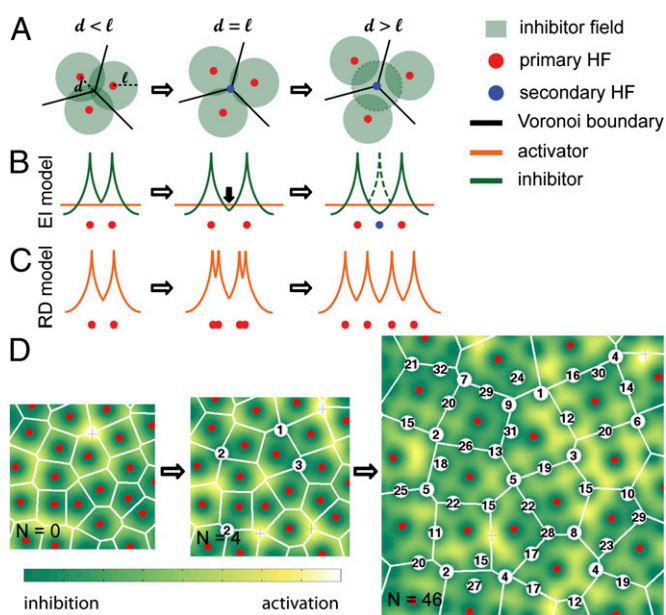 A
d < ℓ
d = ℓ
d > ℓ
d
ℓ
inhibitor field
primary HF
secondary HF
Voronoi boundary
activator
inhibitor
B
EI model
C
RD model
D
N = 0
1
2
3
2
N = 4
4
21
32
7
24
16
30
29
1
14
20
9
15
2
12
6
31
20
26
13
3
18
19
5
25
5
15
10
22
15
22
29
11
28
8
23
20
15
17
2
4
4
19
27
17
12
N = 46
inhibition
activation